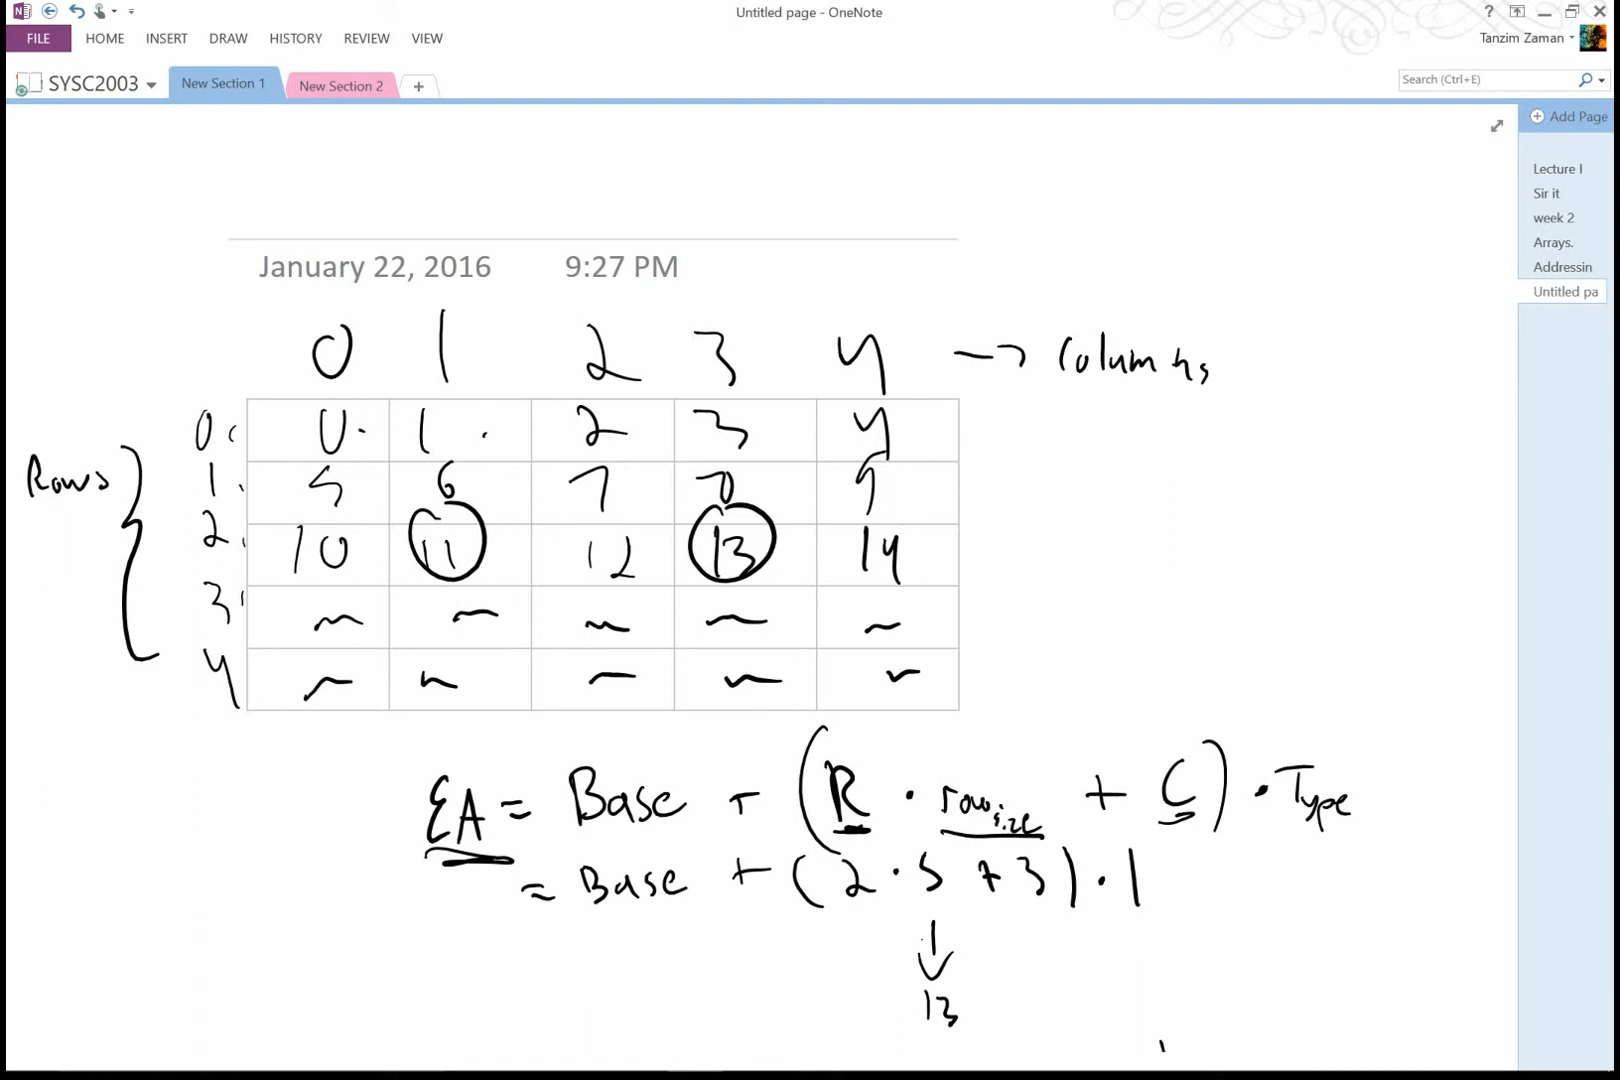 Untitled page - OneNote
FILE HOME INSERT DRAW HISTORY REVIEW VIEW
Tanzim Zaman
SYSC2003 New Section 1 New Section 2 +
Search (Ctrl+E)
Add Page
Lecture I
Sir it
week 2
Arrays.
Addressin
Untitled pa
January 22, 2016 9:27 PM
0 1 2 3 4 → Columns
Rows
0. 0. 1. 2 3 4
1. 5 6 7 8 9
2. 10 11 12 13 14
3.
4
EA = Base + (R · row size + C) · Type
= Base + (2 · 5 + 3) · 1
↓
13